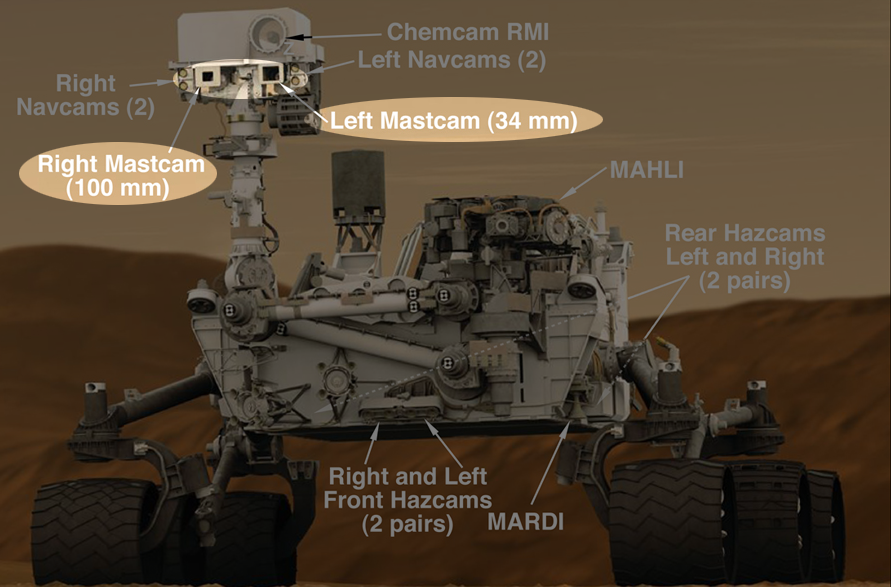 Chemcam RMI
Left Navcams (2)
Right
Navcams (2)
Left Mastcam (34 mm)
Right Mastcam
(100 mm)
MAHLI
Rear Hazcams
Left and Right
(2 pairs)
Right and Left
Front Hazcams
(2 pairs)
MARDI